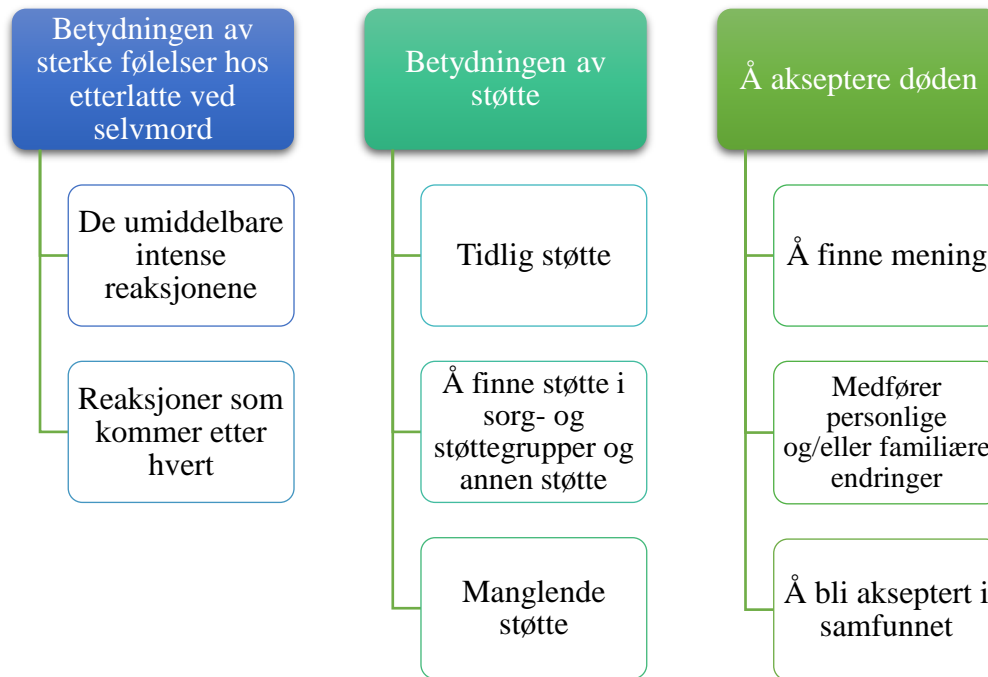 Betydningen av
sterke følelser hos
etterlatte ved
selvmord
De umiddelbare
intense
reaksjonene
Reaksjoner som
kommer etter
hvert
Betydningen av
støtte
Tidlig støtte
Å finne støtte i
sorg- og
støttegrupper og
annen støtte
Manglende
støtte
Å akseptere døden
Å finne mening
Medfører
personlige
og/eller familiære
endringer
Å bli akseptert i
samfunnet